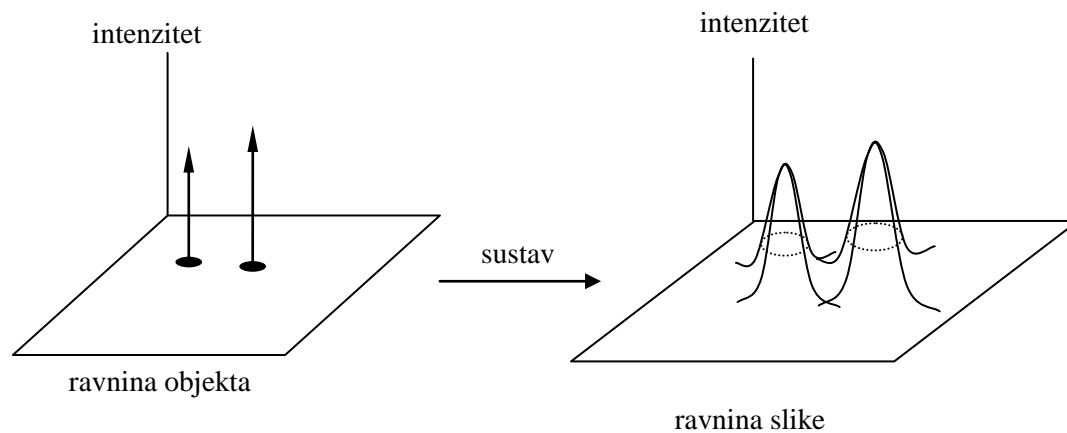 intenzitet
intenzitet
sustav
ravnina objekta
ravnina slike